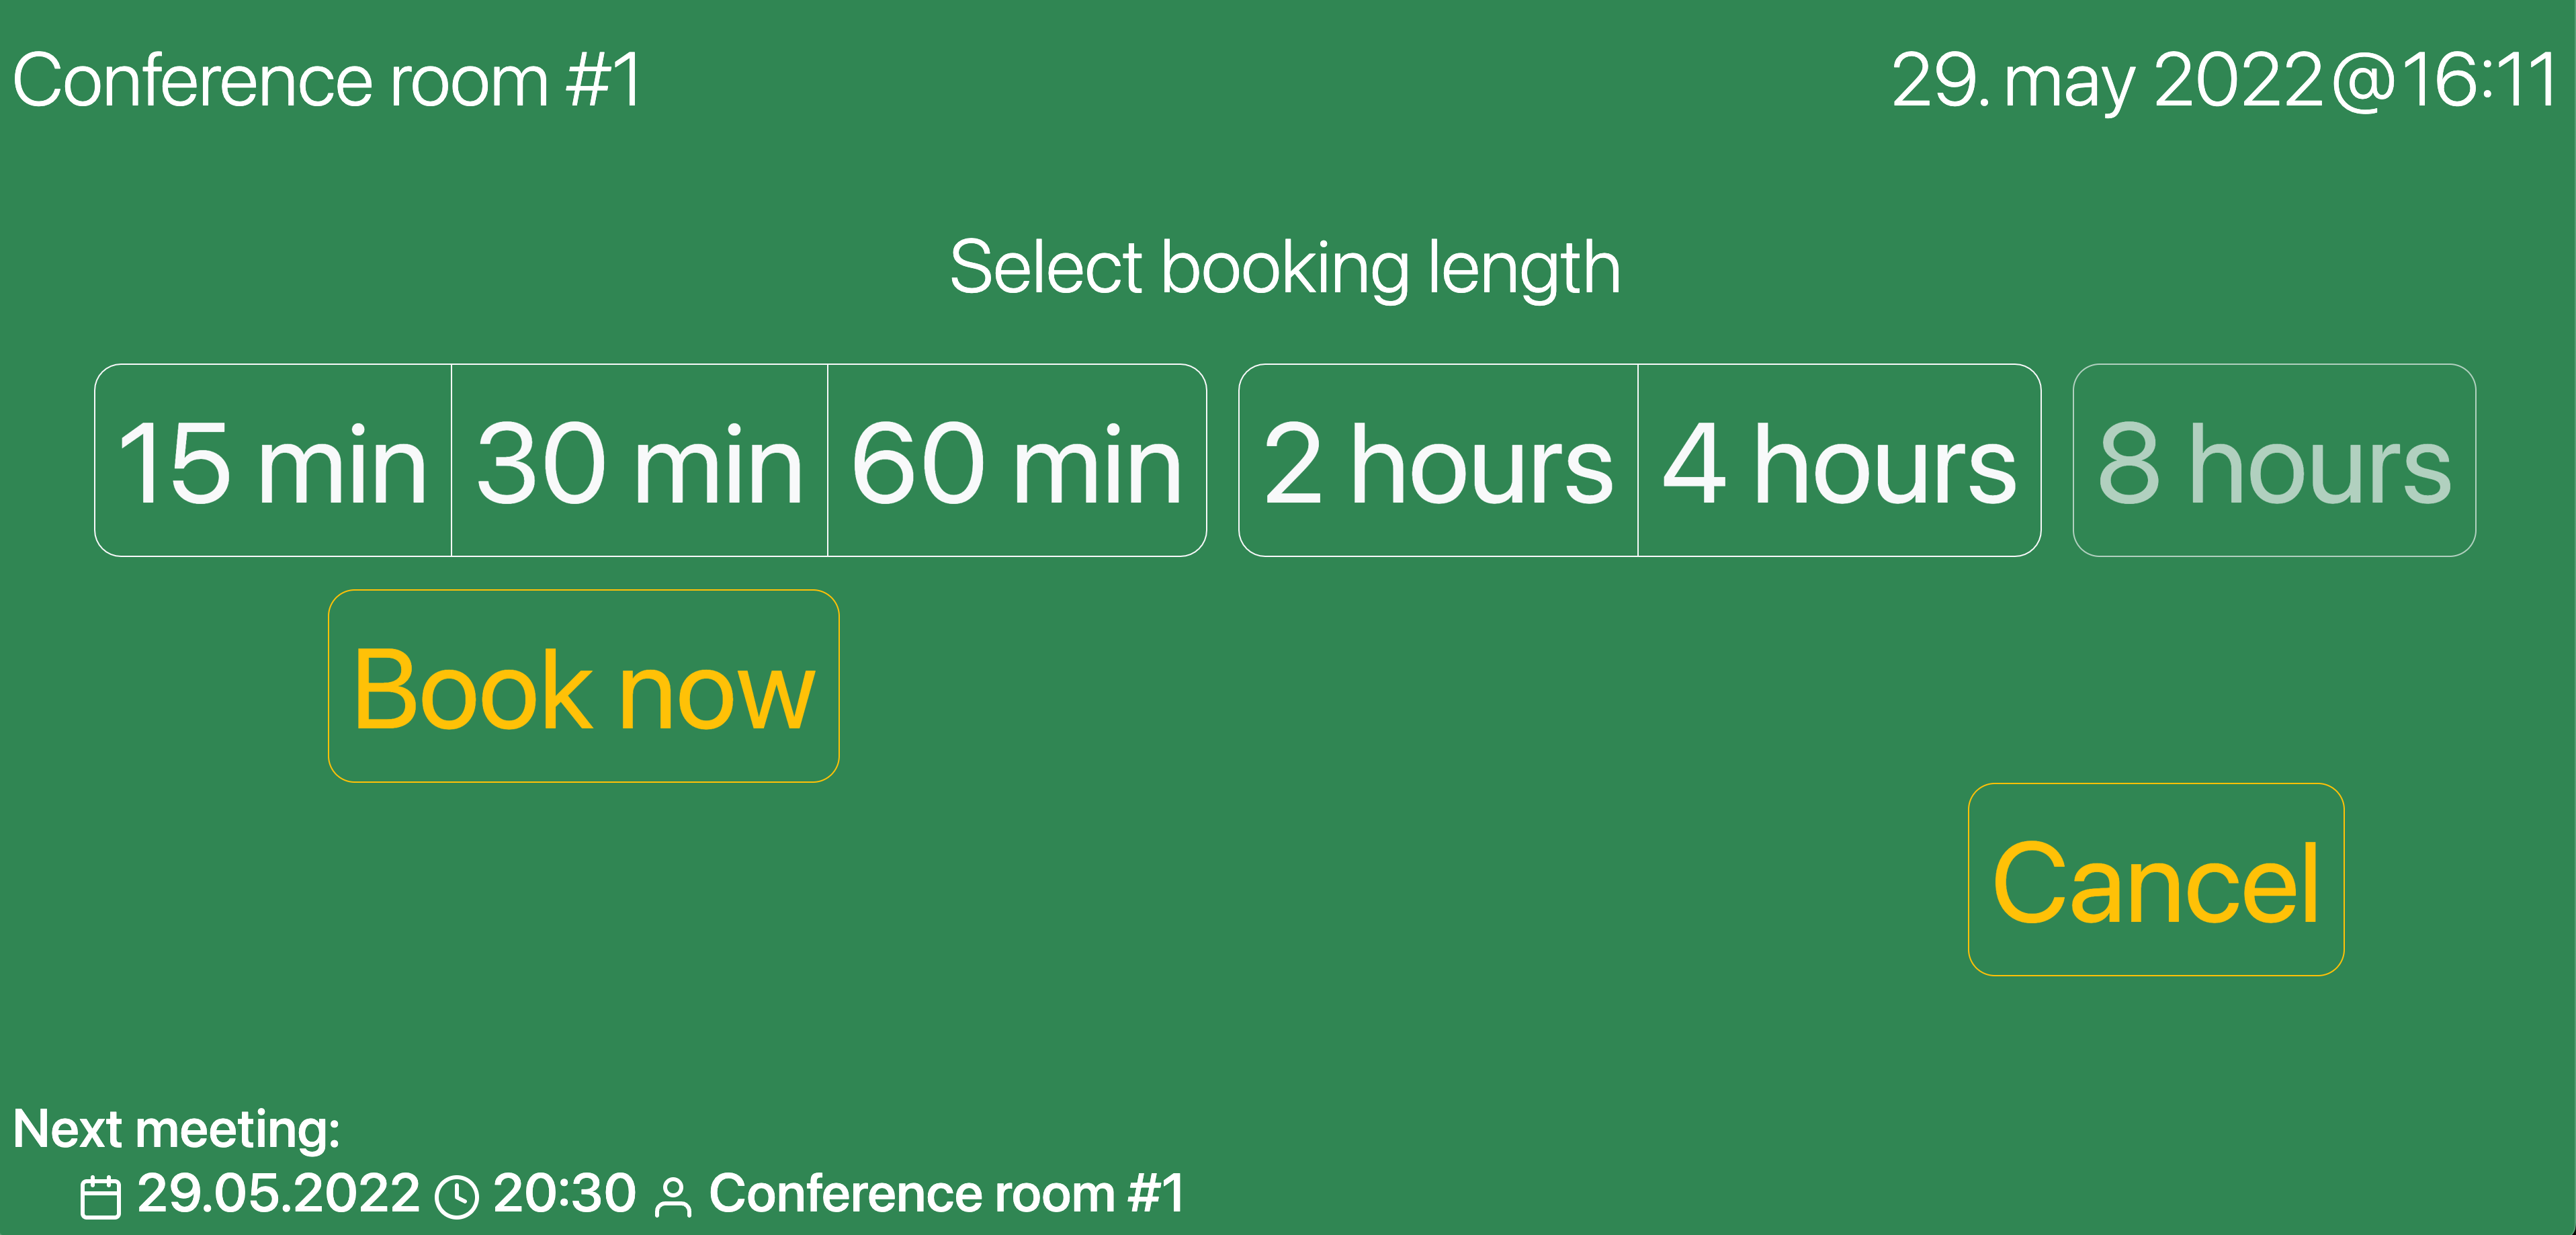 Conference room #1 29. may 2022@16:11
Select booking length
15 min 30 min 60 min 2 hours 4 hours 8 hours
Book now
Cancel
Next meeting:
29.05.2022 20:30 Conference room #1